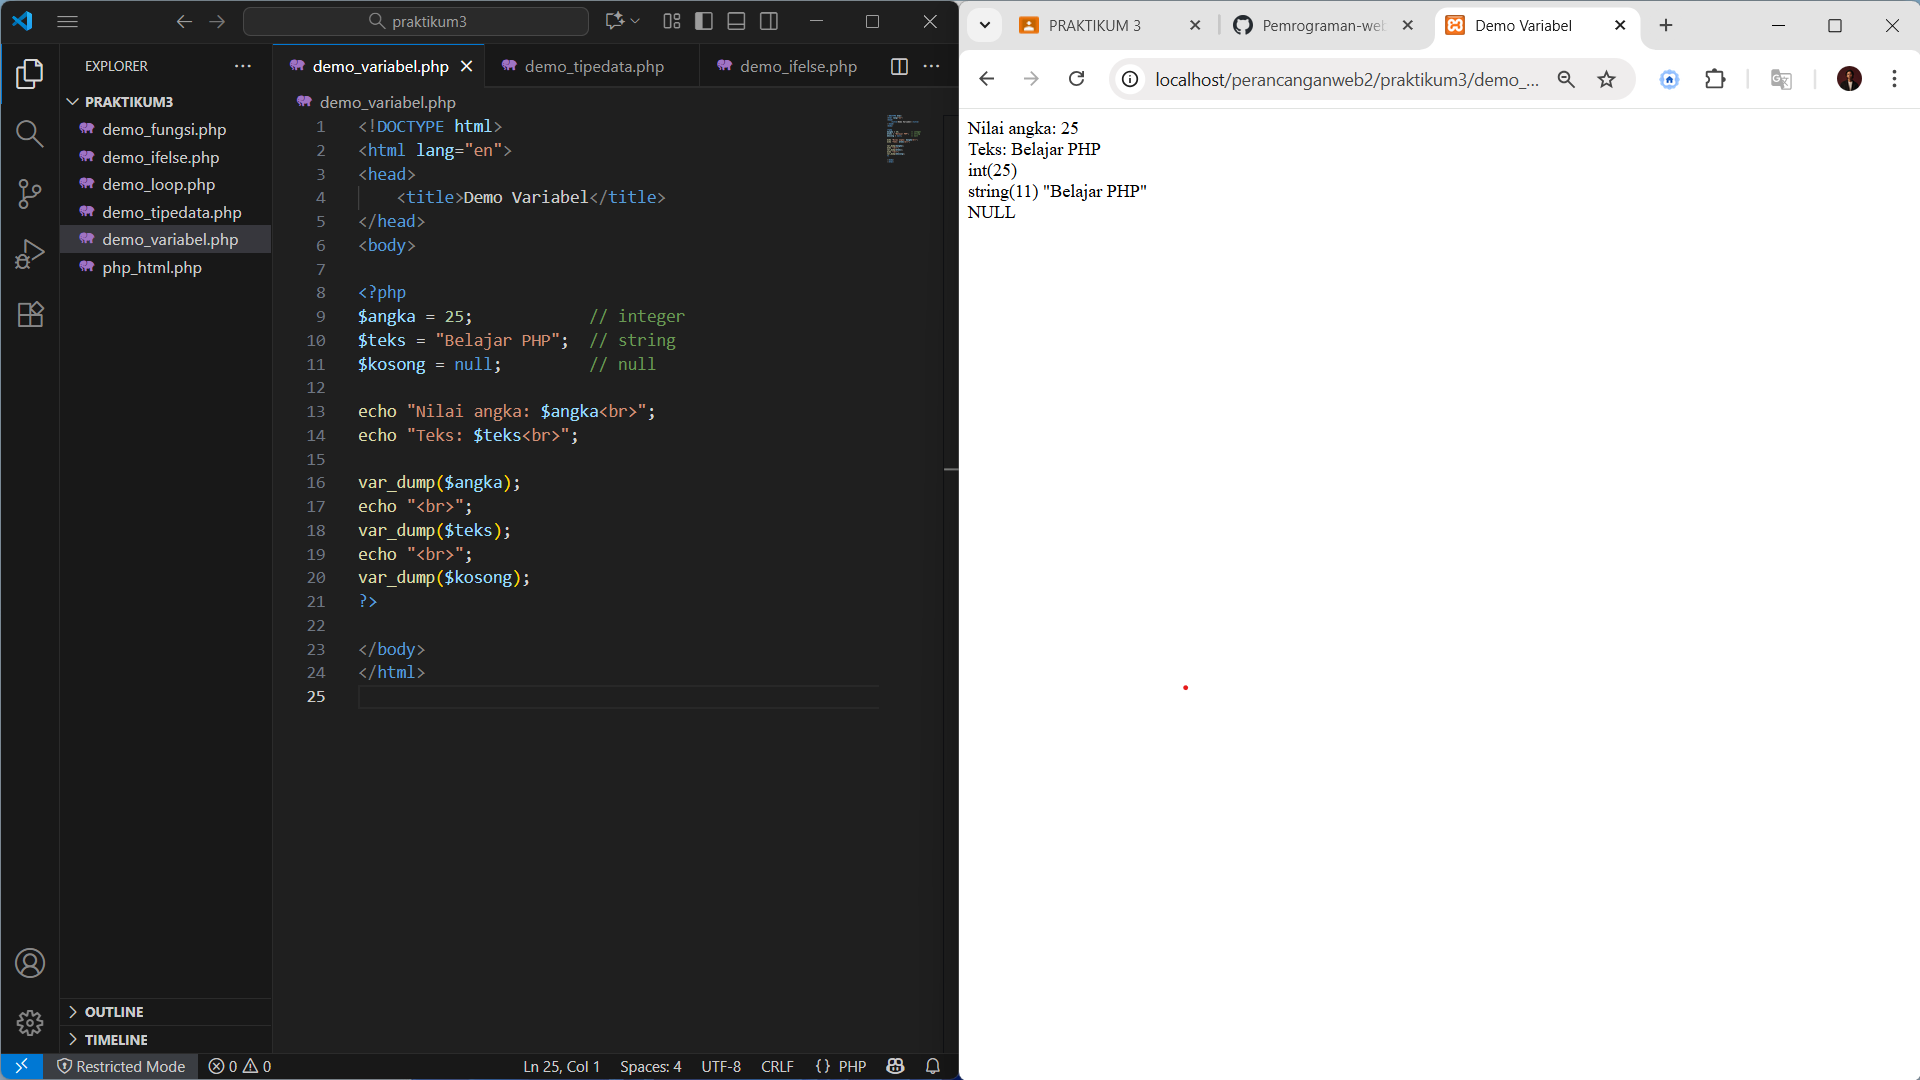 praktikum3
EXPLORER
PRAKTIKUM3
demo_fungsi.php
demo_ifelse.php
demo_loop.php
demo_tipedata.php
demo_variabel.php
php_html.php
OUTLINE
TIMELINE
demo_variabel.php
demo_tipedata.php
demo_ifelse.php
demo_variabel.php
1 <!DOCTYPE html>
2 <html lang="en">
3 <head>
4 <title>Demo Variabel</title>
5 </head>
6 <body>
7
8 <?php
9 $angka = 25; // integer
10 $teks = "Belajar PHP"; // string
11 $kosong = null; // null
12
13 echo "Nilai angka: $angka<br>";
14 echo "Teks: $teks<br>";
15
16 var_dump($angka);
17 echo "<br>";
18 var_dump($teks);
19 echo "<br>";
20 var_dump($kosong);
21 ?>
22
23 </body>
24 </html>
25
Restricted Mode 0 0 Ln 25, Col 1 Spaces: 4 UTF-8 CRLF {} PHP
PRAKTIKUM 3
Pemrograman-web
Demo Variabel
localhost/perancanganweb2/praktikum3/demo_...
Nilai angka: 25
Teks: Belajar PHP
int(25)
string(11) "Belajar PHP"
NULL